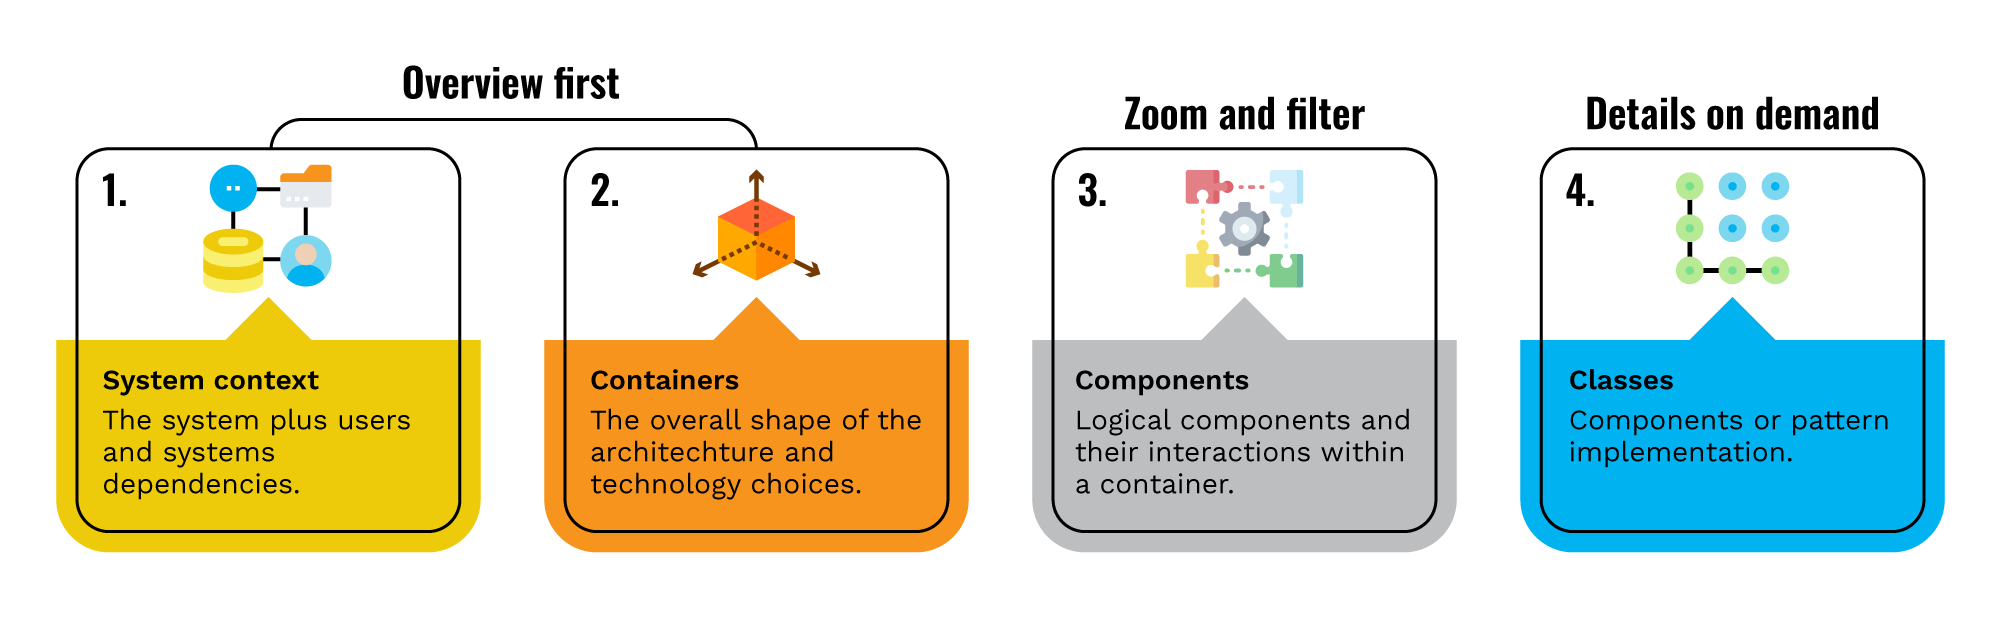 Overview first
Zoom and filter
Details on demand
1.
System context
The system plus users
and systems
dependencies.
2.
Containers
The overall shape of the
architechture and
technology choices.
3.
Components
Logical components and
their interactions within
a container.
4.
Classes
Components or pattern
implementation.